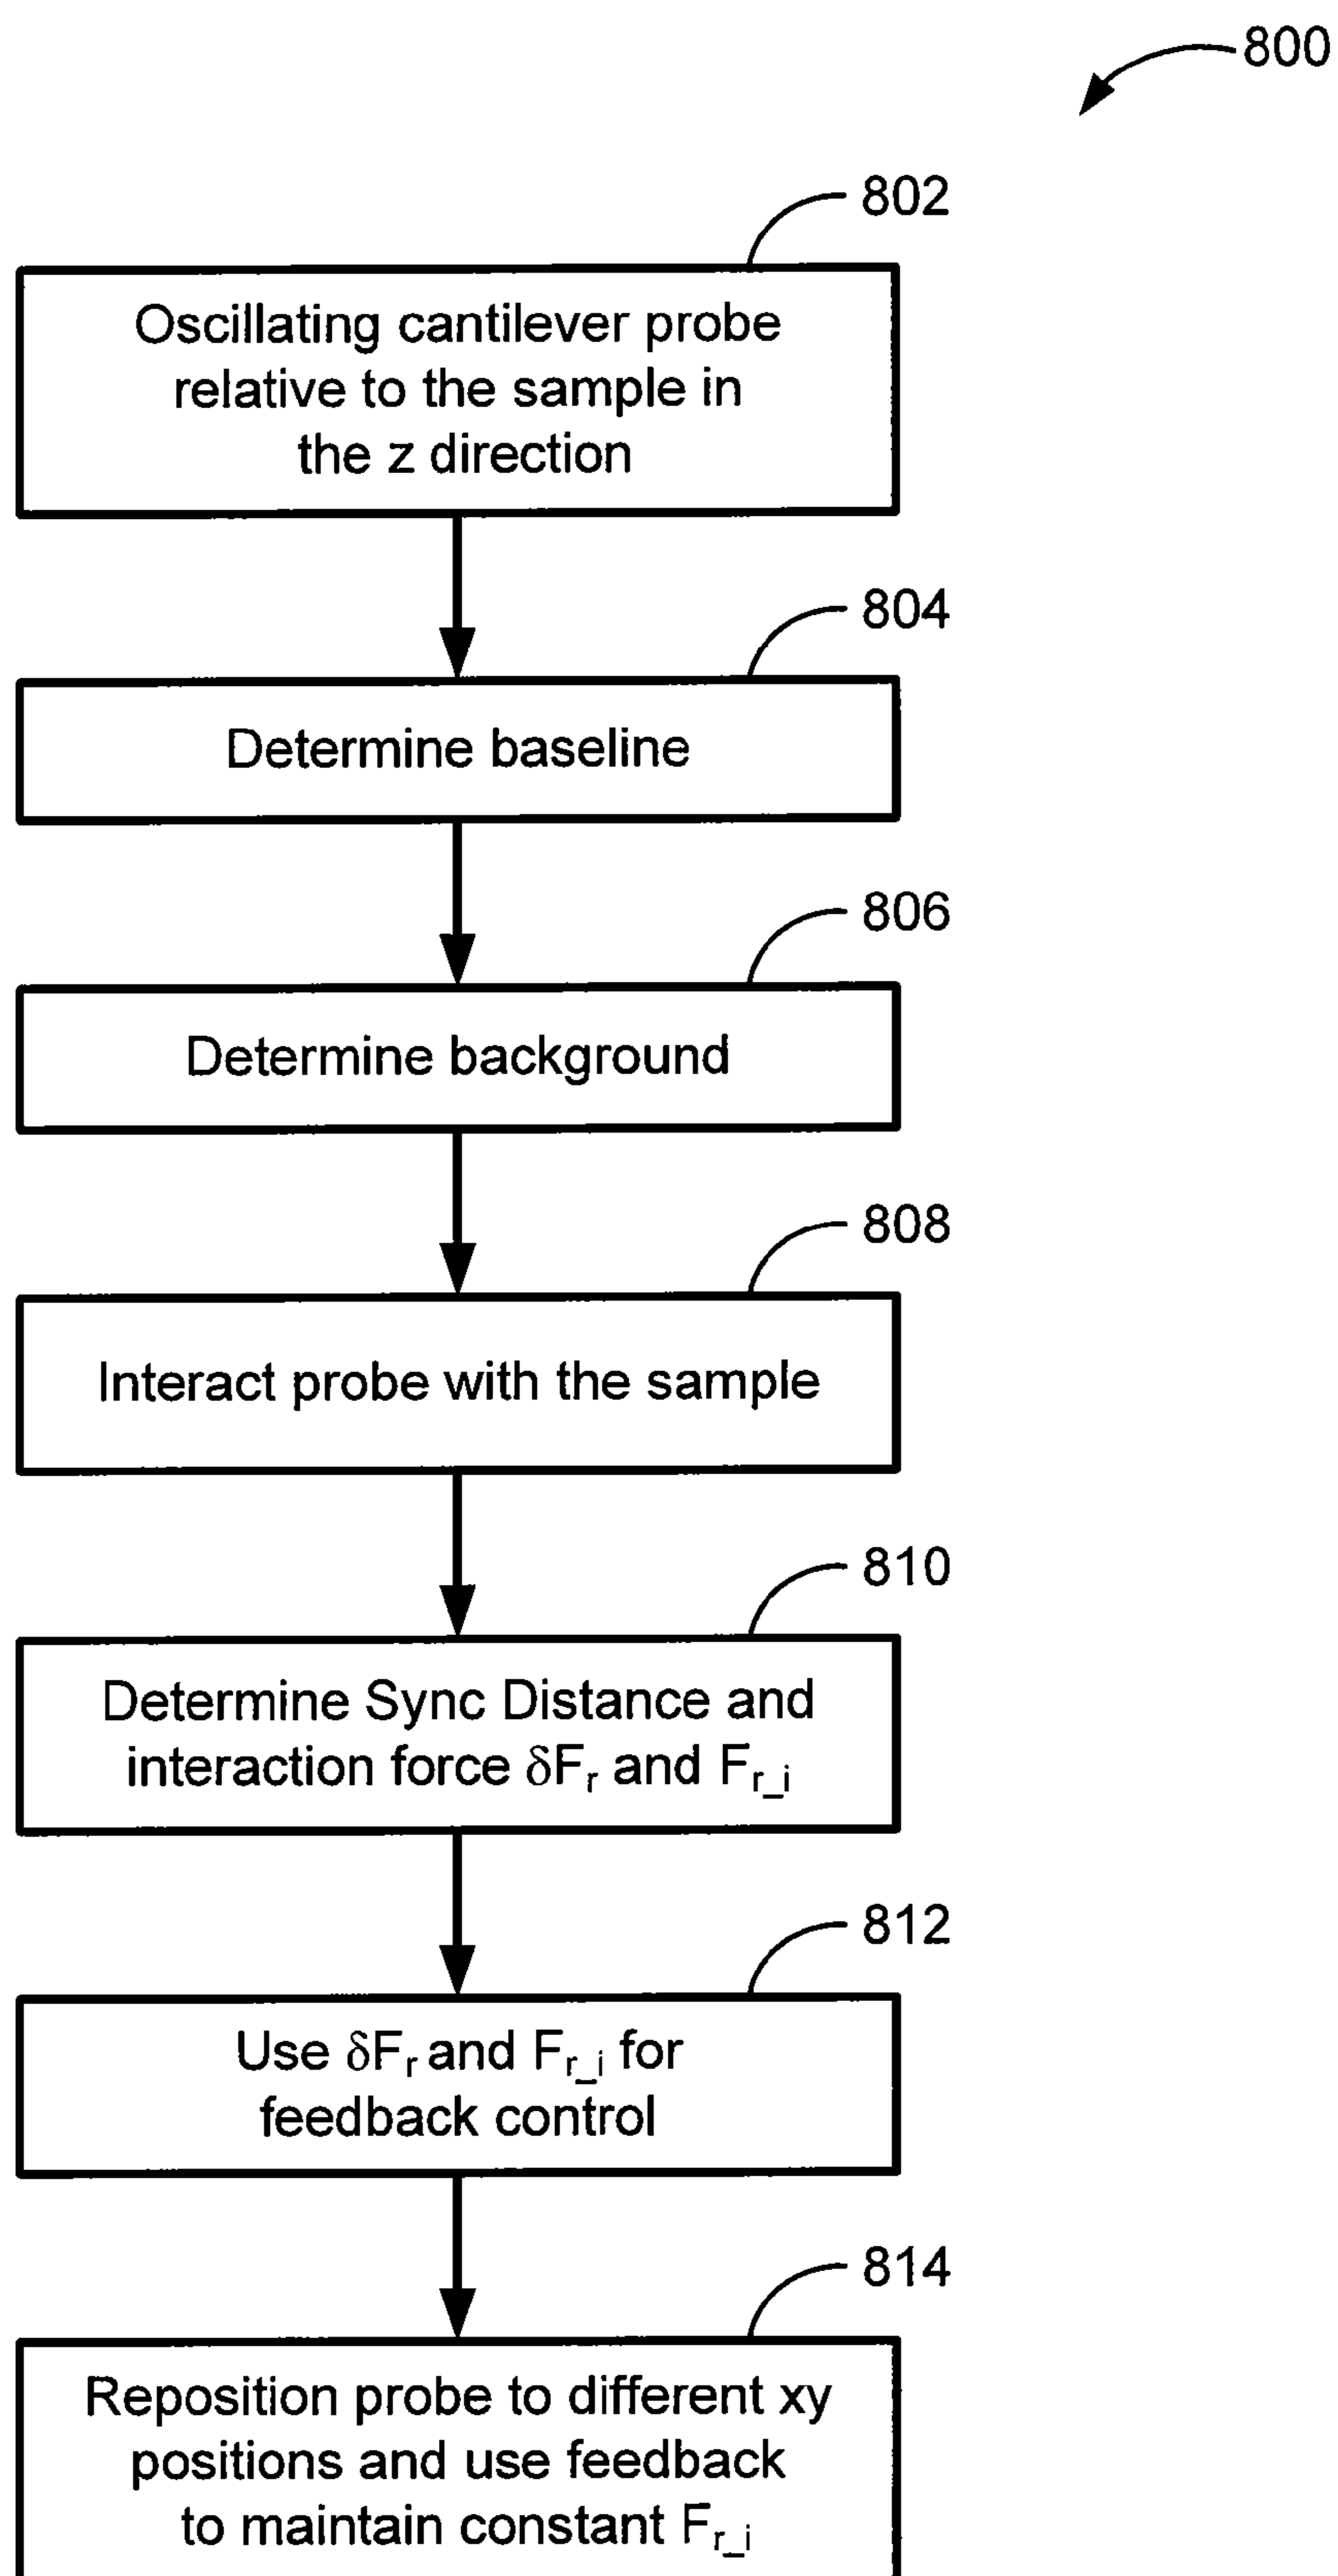 800
802
Oscillating cantilever probe
relative to the sample in
the z direction
804
Determine baseline
806
Determine background
808
Interact probe with the sample
810
Determine Sync Distance and
interaction force δFr and Fr_i
812
Use δFr and Fr_i for
feedback control
814
Reposition probe to different xy
positions and use feedback
to maintain constant Fr_i